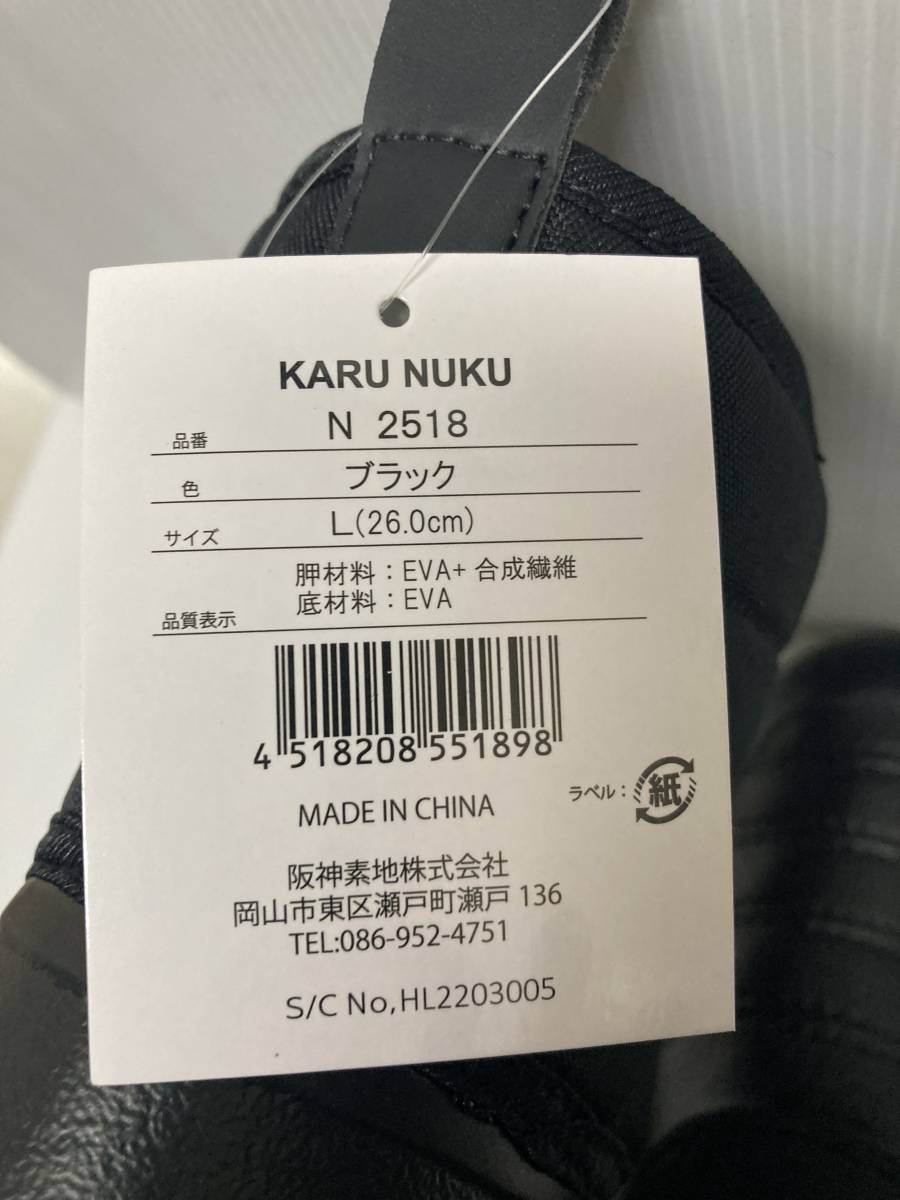 KARU NUKU
品番 N 2518
色 ブラック
サイズ L(26.0cm)
胛材料：EVA+ 合成繊維
底材料：EVA
品質表示
4 518208 551898
MADE IN CHINA
ラベル： 紙
阪神素地株式会社
岡山市東区瀬戸町瀬戸 136
TEL:086-952-4751
S/C No,HL2203005